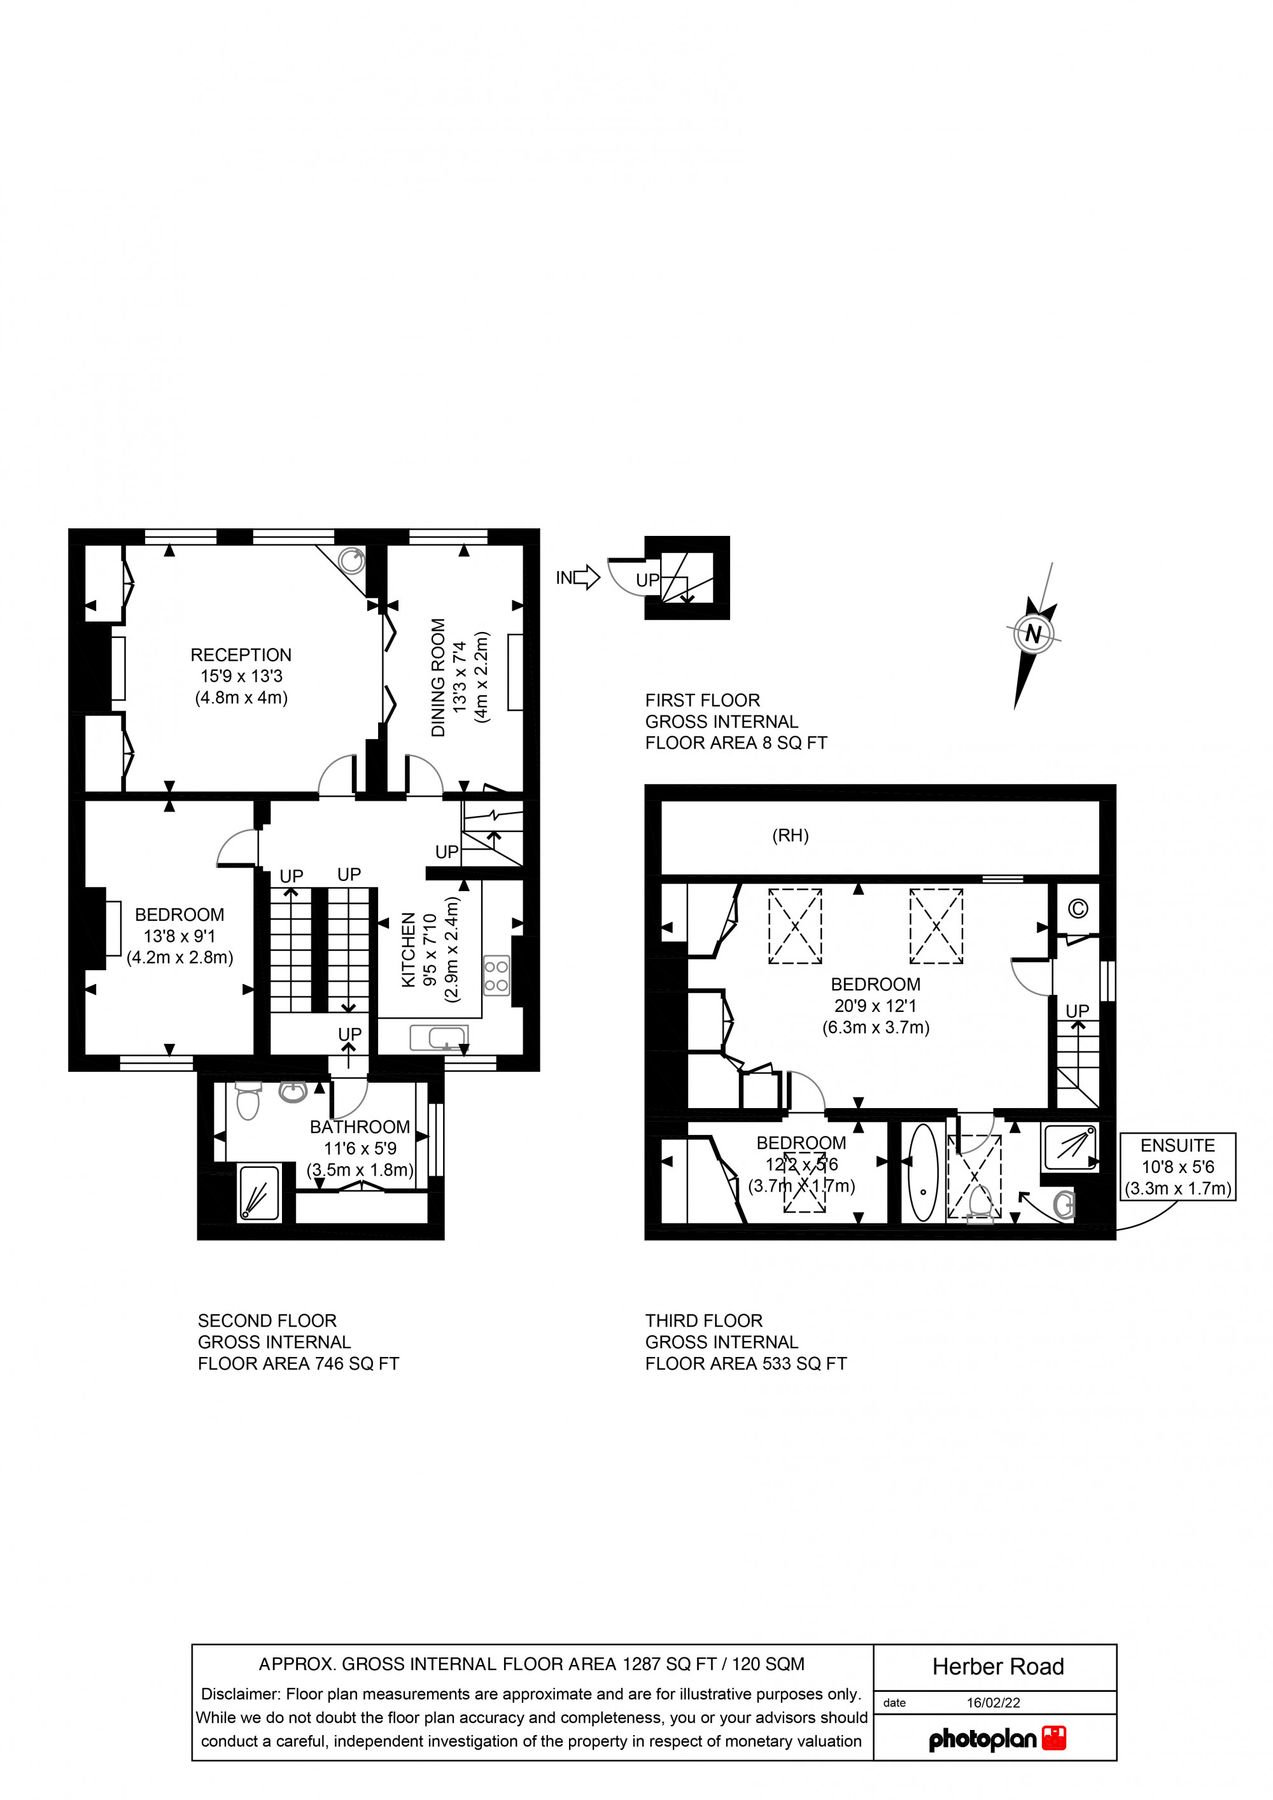 IN
UP
FIRST FLOOR
GROSS INTERNAL
FLOOR AREA 8 SQ FT
N
RECEPTION
15'9 x 13'3
(4.8m x 4m)
DINING ROOM
13'3 x 7'4
(4m x 2.2m)
UP
UP
UP
BEDROOM
13'8 x 9'1
(4.2m x 2.8m)
KITCHEN
9'5 x 7'10
(2.9m x 2.4m)
UP
BATHROOM
11'6 x 5'9
(3.5m x 1.8m)
SECOND FLOOR
GROSS INTERNAL
FLOOR AREA 746 SQ FT
(RH)
C
BEDROOM
20'9 x 12'1
(6.3m x 3.7m)
UP
BEDROOM
12'2 x 5'6
(3.7m x 1.7m)
ENSUITE
10'8 x 5'6
(3.3m x 1.7m)
THIRD FLOOR
GROSS INTERNAL
FLOOR AREA 533 SQ FT
APPROX. GROSS INTERNAL FLOOR AREA 1287 SQ FT / 120 SQM
Disclaimer: Floor plan measurements are approximate and are for illustrative purposes only.
While we do not doubt the floor plan accuracy and completeness, you or your advisors should
conduct a careful, independent investigation of the property in respect of monetary valuation
Herber Road
date 16/02/22
photoplan